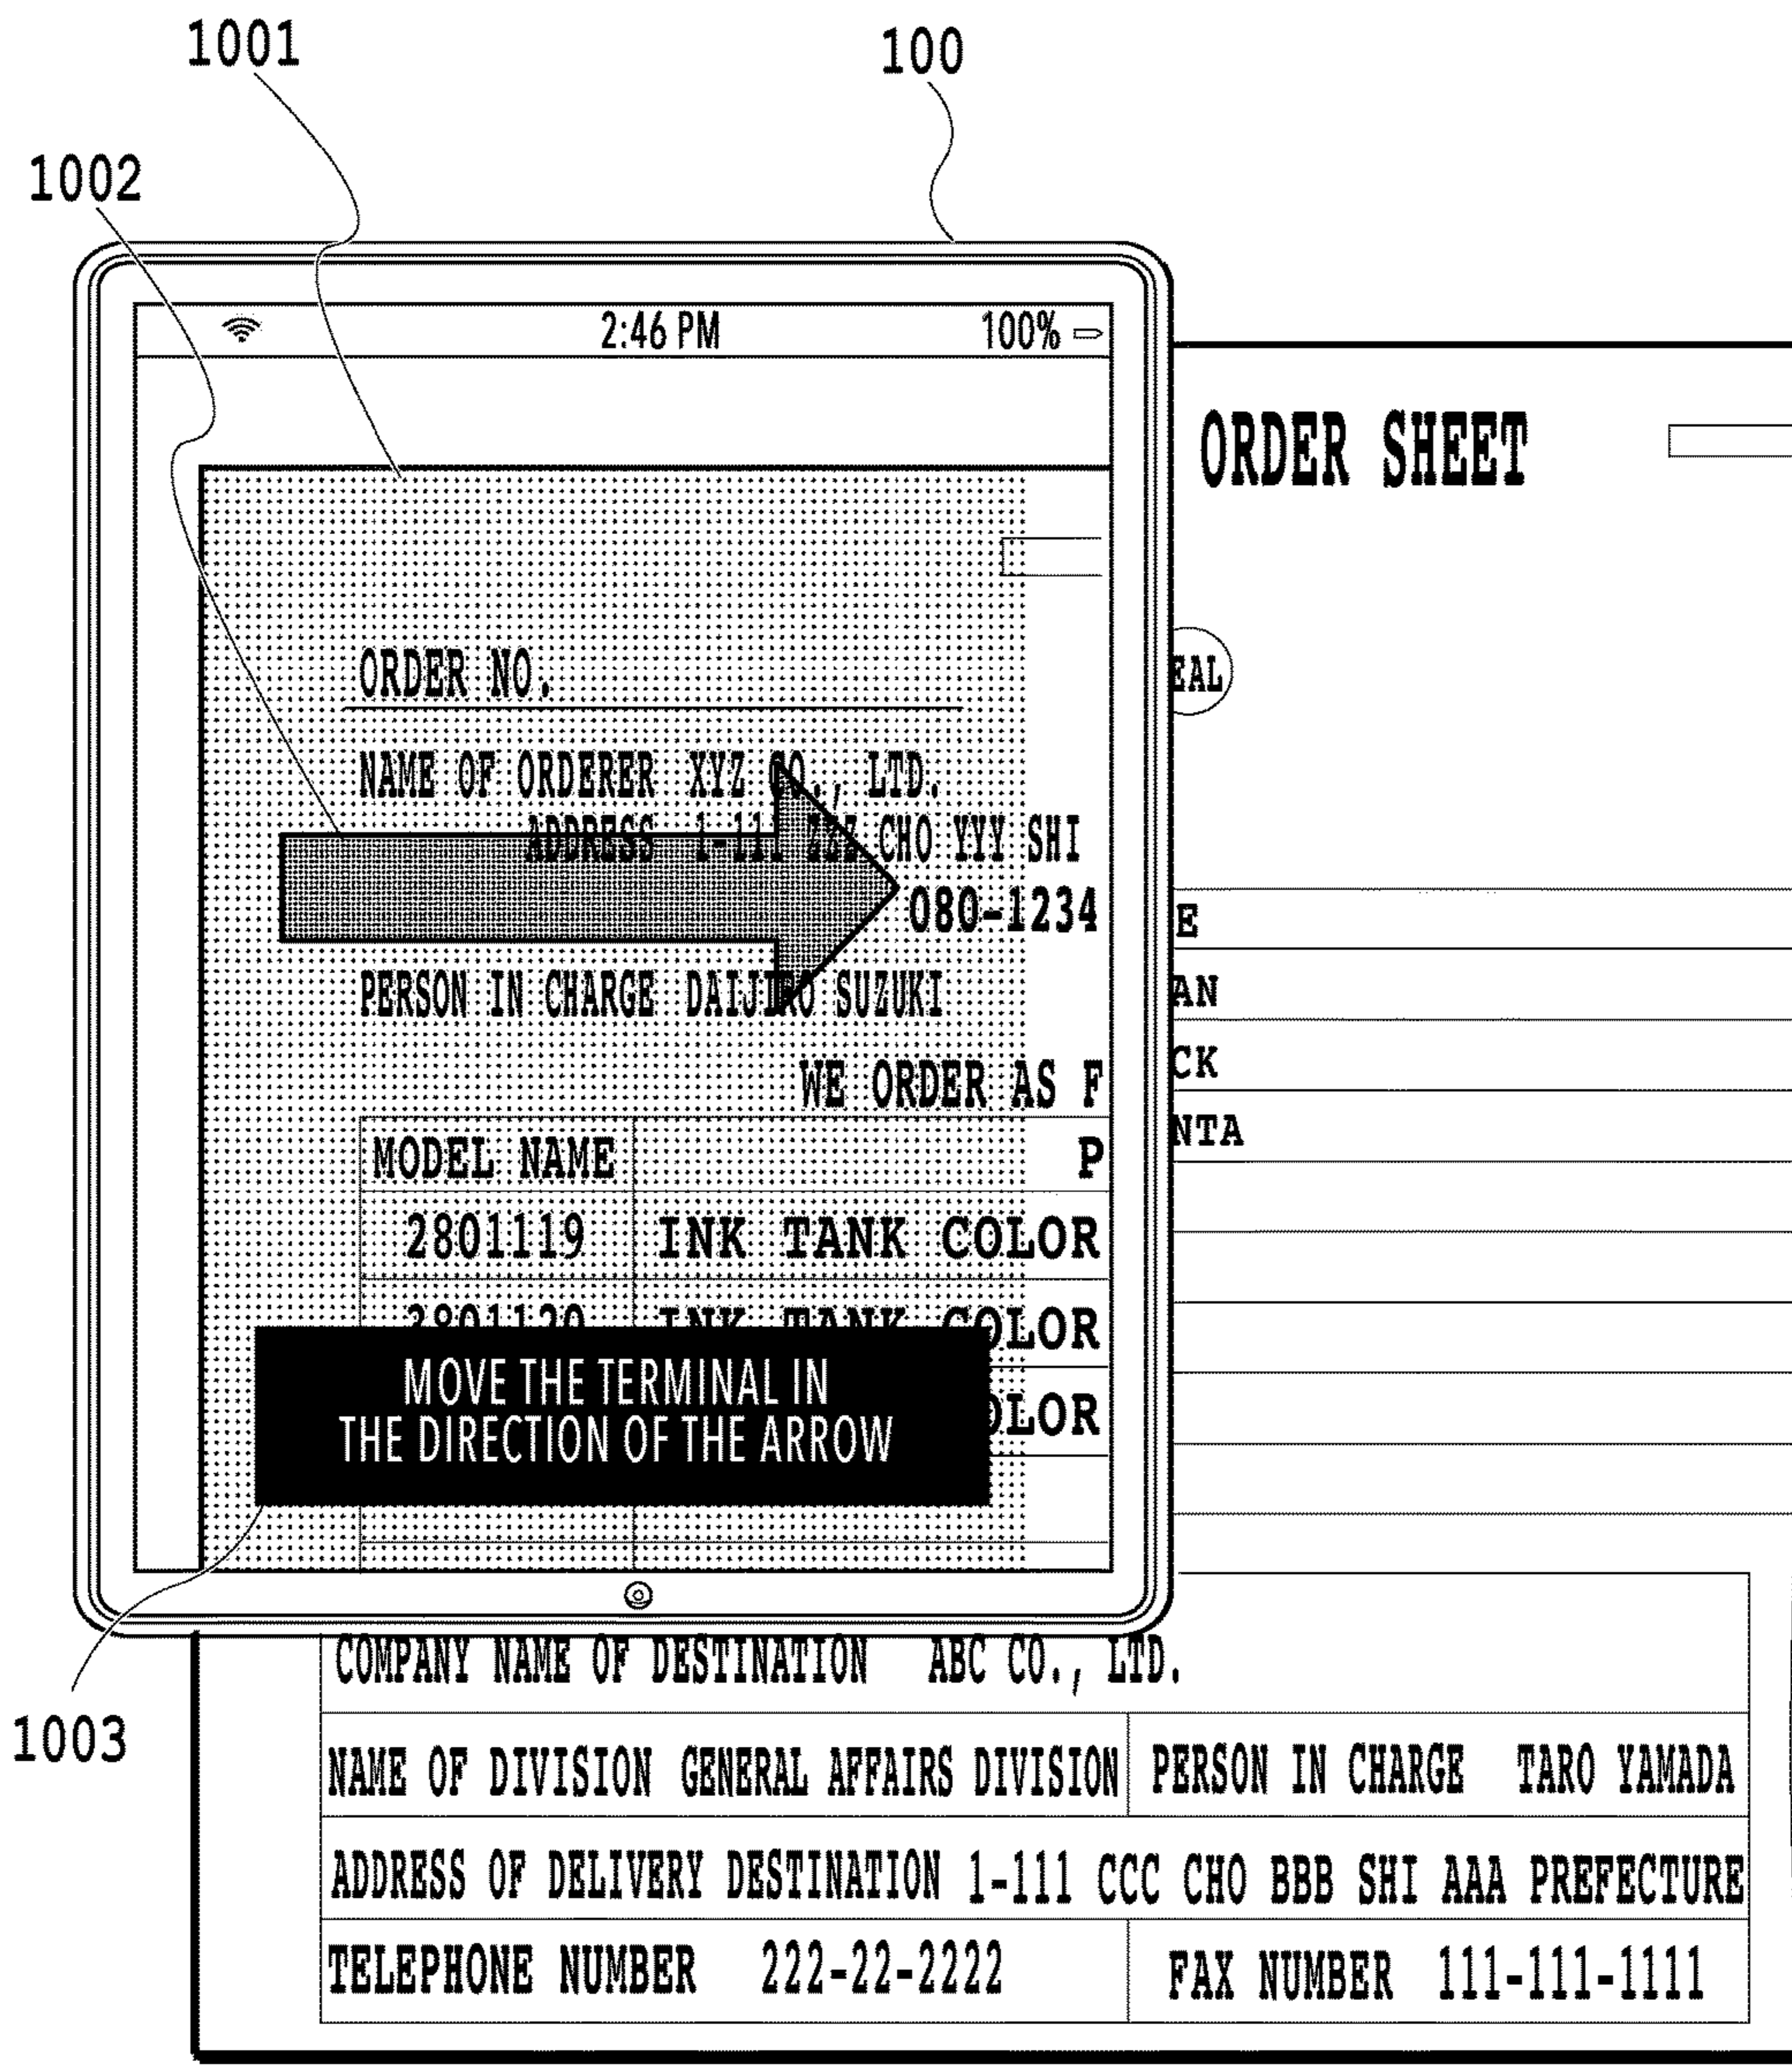 1001
100
1002
2:46 PM 100%
ORDER SHEET
ORDER NO.
EAL
NAME OF ORDERER XYZ CO., LTD.
ADDRESS 1-111 ZZZ CHO YYY SHI
080-1234
E
PERSON IN CHARGE DAIJIRO SUZUKI
AN
WE ORDER AS F
CK
MODEL NAME P
NTA
2801119 INK TANK COLOR
2801120 INK TANK COLOR
MOVE THE TERMINAL IN
THE DIRECTION OF THE ARROW
OLOR
COMPANY NAME OF DESTINATION ABC CO., LTD.
1003
NAME OF DIVISION GENERAL AFFAIRS DIVISION PERSON IN CHARGE TARO YAMADA
ADDRESS OF DELIVERY DESTINATION 1-111 CCC CHO BBB SHI AAA PREFECTURE
TELEPHONE NUMBER 222-22-2222 FAX NUMBER 111-111-1111